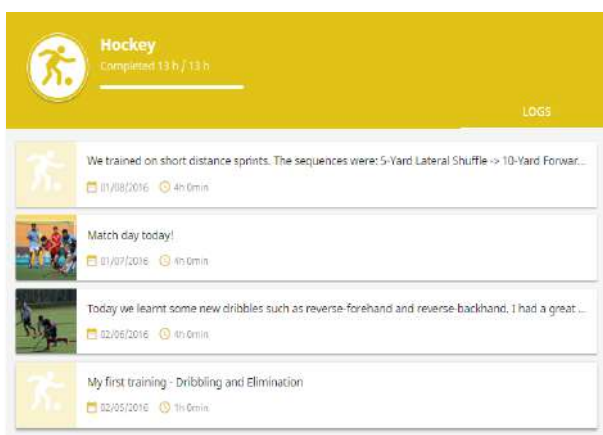 Hockey
Completed 13 h / 13 h
LOGS
We trained on short distance sprints. The sequences were: 5-Yard Lateral Shuffle -> 10-Yard Forwar...
01/08/2016 4h 0min
Match day today!
01/07/2016 4h 0min
Today we learnt some new dribbles such as reverse-forehand and reverse-backhand. I had a great ...
02/06/2016 4h 0min
My first training - Dribbling and Elimination
02/05/2016 1h 0min